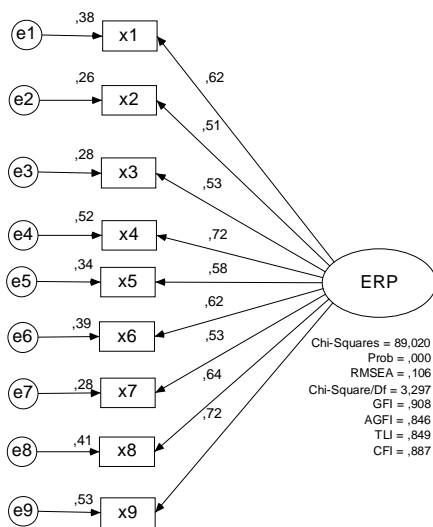 ,38
e1 x1
,62
,26
e2 x2
,51
,28
e3 x3
,53
,52
e4 x4
,72
,34
e5 x5
,58
ERP
,39
e6 x6
,62
,28
e7 x7
,53
,41
e8 x8
,64
,53
e9 x9
,72
Chi-Squares = 89,020
Prob = ,000
RMSEA = ,106
Chi-Square/Df = 3,297
GFI = ,908
AGFI = ,846
TLI = ,849
CFI = ,887